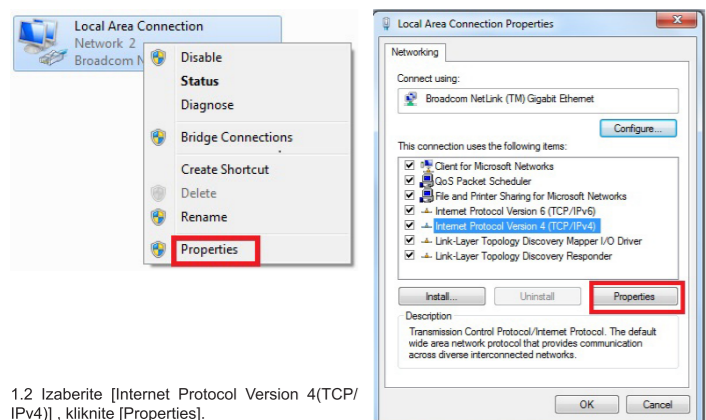 Local Area Connection
Network 2
Broadcom N
Disable
Status
Diagnose
Bridge Connections
Create Shortcut
Delete
Rename
Properties
1.2 Izaberite [Internet Protocol Version 4(TCP/
IPv4)] , kliknite [Properties].
Local Area Connection Properties
Networking
Connect using:
Broadcom NetLink (TM) Gigabit Ethernet
Configure...
This connection uses the following items:
Client for Microsoft Networks
QoS Packet Scheduler
File and Printer Sharing for Microsoft Networks
Internet Protocol Version 6 (TCP/IPv6)
Internet Protocol Version 4 (TCP/IPv4)
Link-Layer Topology Discovery Mapper I/O Driver
Link-Layer Topology Discovery Responder
Install...
Uninstall
Properties
Description
Transmission Control Protocol/Internet Protocol. The default
wide area network protocol that provides communication
across diverse interconnected networks.
OK
Cancel